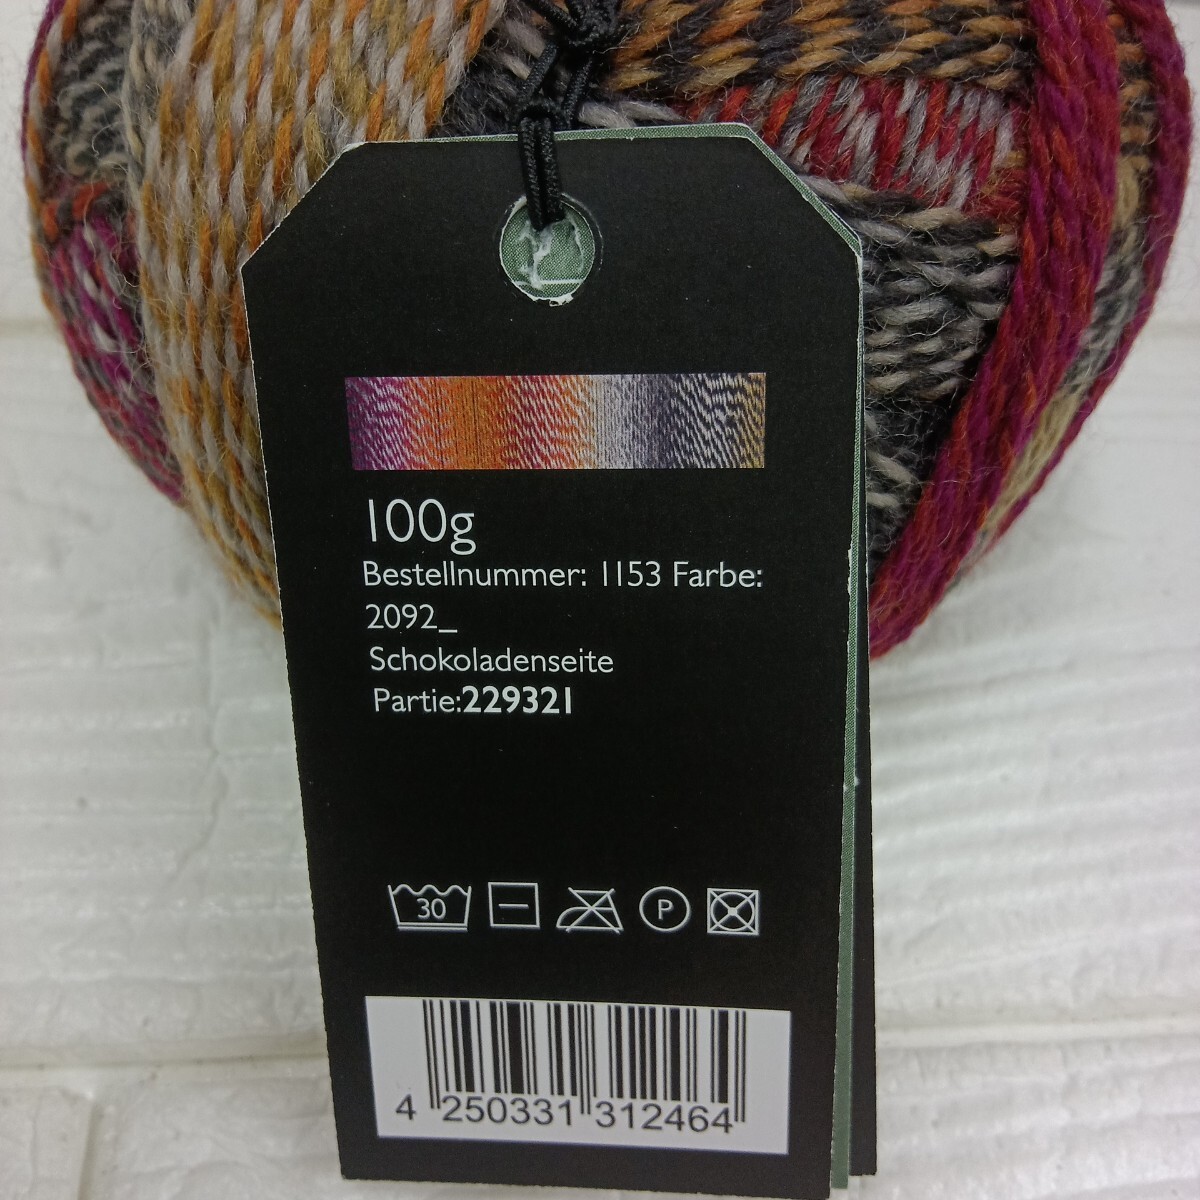 100g
Bestellnummer: 1153 Farbe:
2092_
Schokoladenseite
Partie:229321
30
P
4 250331 312464